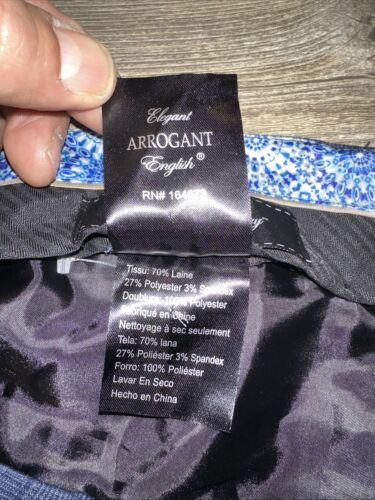 Elegant
ARROGANT
English®
RN#
Tissu: 70% Laine
27% Polyester 3% Spandex
Doublure: 100% Polyester
Fabriqué en Chine
Nettoyage à sec seulement
Tela: 70% lana
27% Poliéster 3% Spandex
Forro: 100% Poliéster
Lavar En Seco
Hecho en China